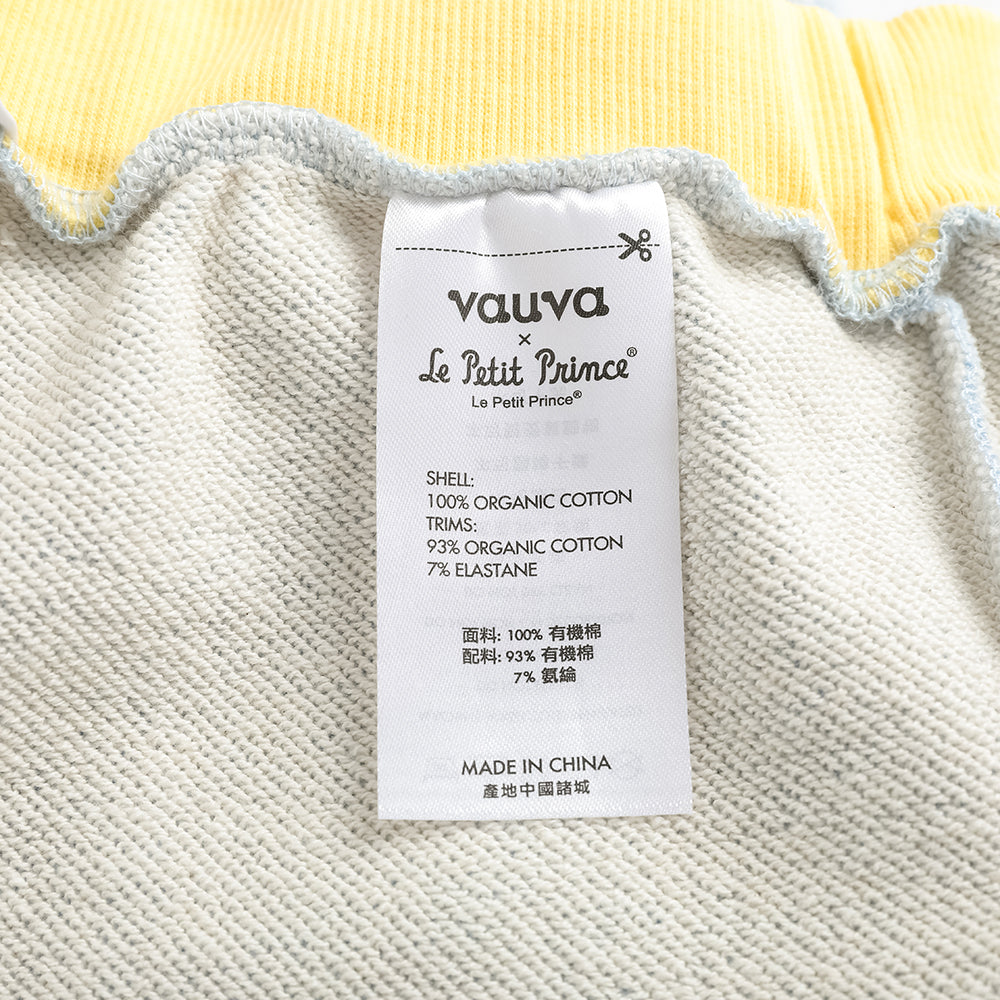 vauva
×
Le Petit Prince®
Le Petit Prince®
SHELL:
100% ORGANIC COTTON
TRIMS:
93% ORGANIC COTTON
7% ELASTANE
面料: 100% 有機棉
配料: 93% 有機棉
7% 氨綸
MADE IN CHINA
產地中國諸城